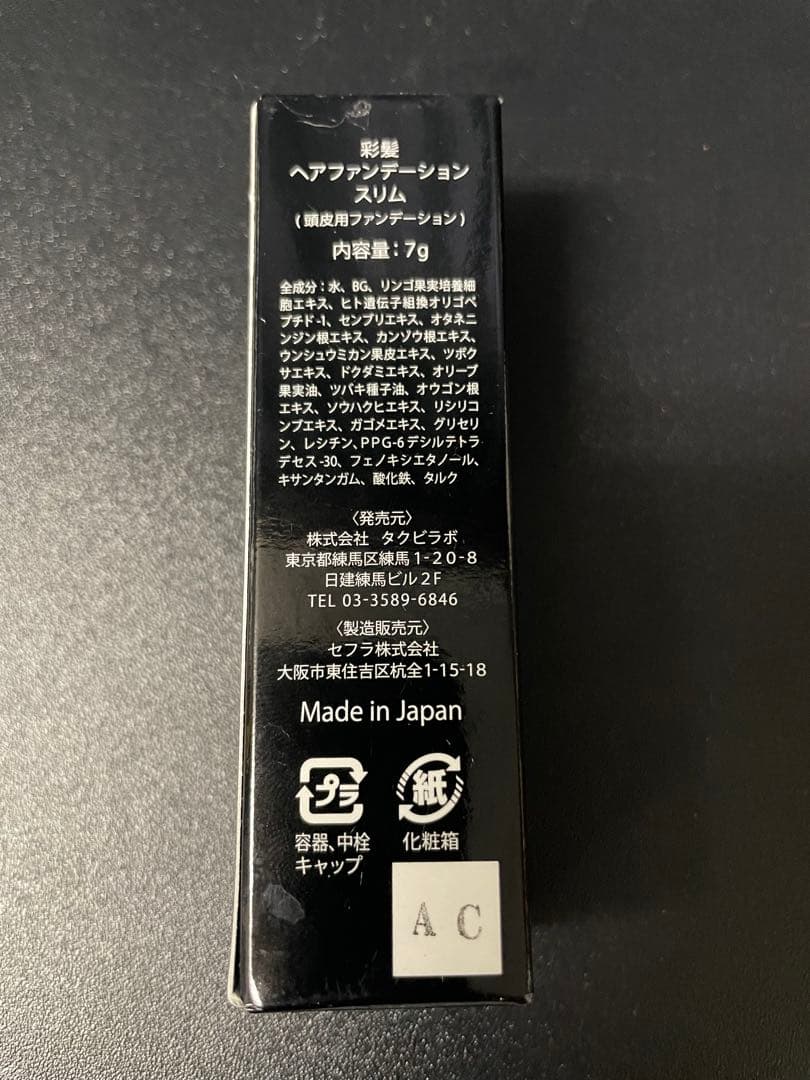 彩髪
ヘアファンデーション
スリム
(頭皮用ファンデーション)
内容量:7g
全成分:水、BG、リンゴ果実培養細
胞エキス、ヒト遺伝子組換オリゴペ
プチド-1、センブリエキス、オタネニ
ンジン根エキス、カンゾウ根エキス、
ウンシュウミカン果皮エキス、ツボク
サエキス、ドクダミエキス、オリーブ
果実油、ツバキ種子油、オウゴン根
エキス、ソウハクヒエキス、リシリコ
ンブエキス、ガゴメエキス、グリセリ
ン、レシチン、PPG-6デシルテトラ
デセス-30、フェノキシエタノール、
キサンタンガム、酸化鉄、タルク
〈発売元〉
株式会社 タクビラボ
東京都練馬区練馬1-20-8
日建練馬ビル2F
TEL 03-3589-6846
〈製造販売元〉
セフラ株式会社
大阪市東住吉区杭全1-15-18
Made in Japan
プラ 紙
容器、中栓 化粧箱
キャップ
A C